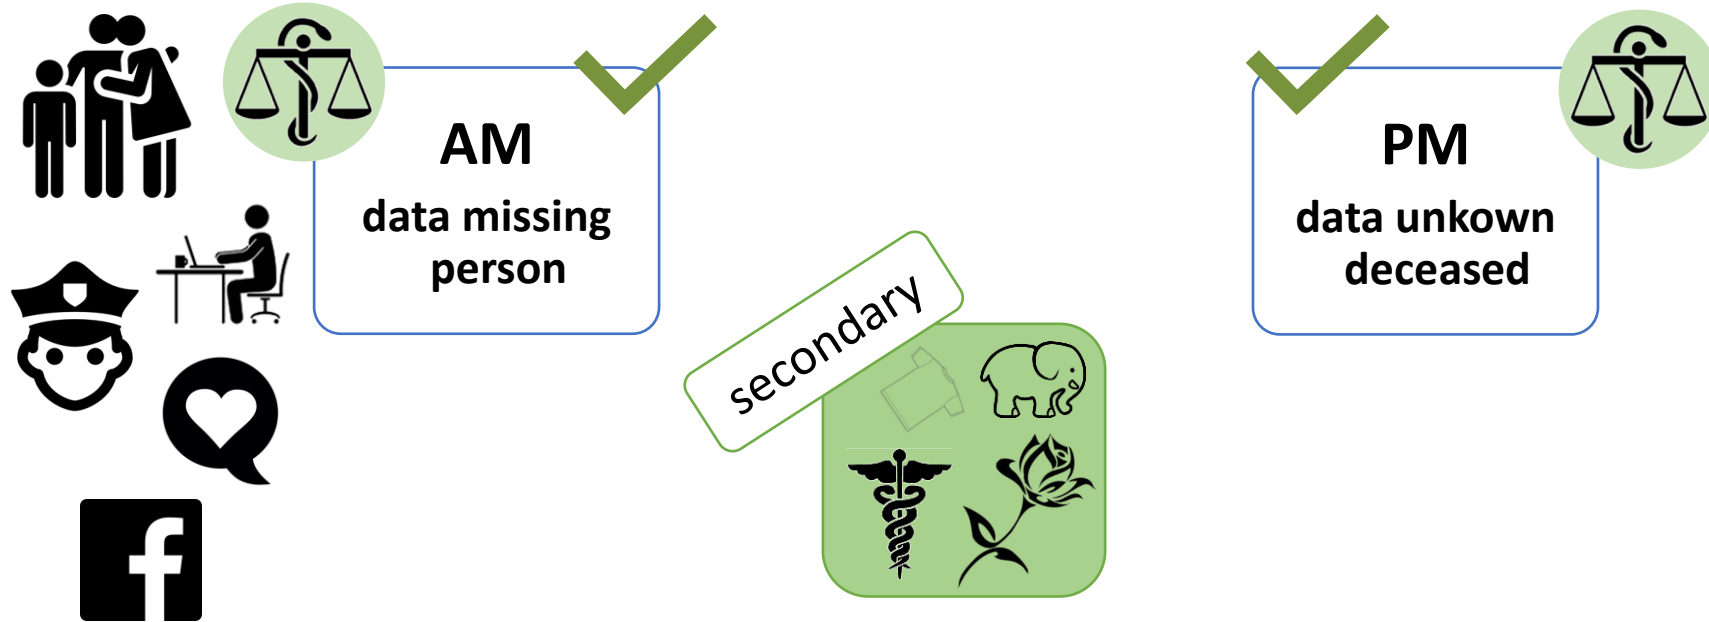 AM
data missing
person
PM
data unkown
deceased
secondary
f